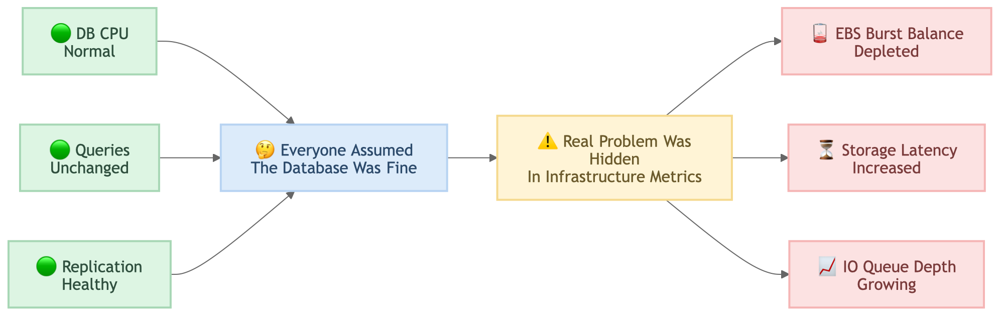 🟢 DB CPU
Normal
🟢 Queries
Unchanged
🟢 Replication
Healthy
🤔 Everyone Assumed
The Database Was Fine
⚠️ Real Problem Was
Hidden
In Infrastructure Metrics
🪫 EBS Burst Balance
Depleted
⏳ Storage Latency
Increased
📈 IO Queue Depth
Growing